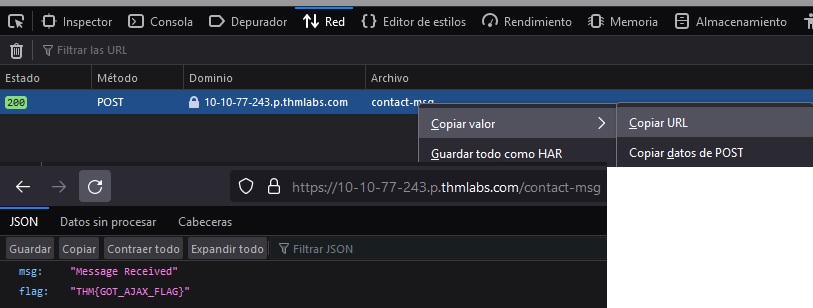 Inspector Consola Depurador Red Editor de estilos Rendimiento Memoria Almacenamiento
Filtrar las URL
Estado Método Dominio Archivo
200 POST 10-10-77-243.p.thmlabs.com contact-msg
Copiar valor Copiar URL
Guardar todo como HAR Copiar datos de POST
https://10-10-77-243.p.thmlabs.com/contact-msg
JSON Datos sin procesar Cabeceras
Guardar Copiar Contraer todo Expandir todo Filtrar JSON
msg: "Message Received"
flag: "THM{GOT_AJAX_FLAG}"